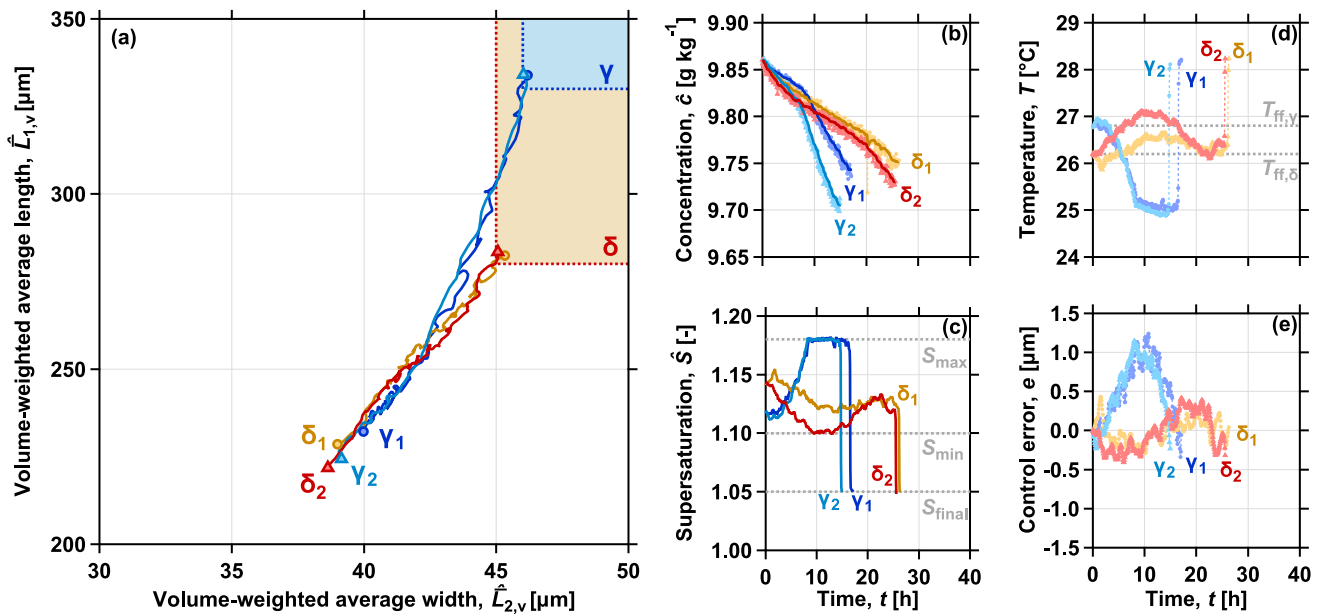 (a)
Volume-weighted average length, L̂1,v [µm]
350
300
250
200
30
35
40
45
50
Volume-weighted average width, L̂2,v [µm]
γ
δ
δ1
γ1
δ2
γ2
(b)
Concentration, ĉ [g kg-1]
9.90
9.85
9.80
9.75
9.70
9.65
δ1
γ1
δ2
γ2
(c)
Supersaturation, Ŝ [-]
1.20
1.15
1.10
1.05
1.00
Smax
δ1
Smin
δ2
γ2
γ1
Sfinal
0
10
20
30
40
Time, t [h]
(d)
Temperature, T [°C]
29
28
27
26
25
24
γ2
γ1
δ2
δ1
Tff,γ
Tff,δ
(e)
Control error, e [µm]
1.5
1.0
0.5
0.0
-0.5
-1.0
-1.5
γ2
γ1
δ2
δ1
0
10
20
30
40
Time, t [h]